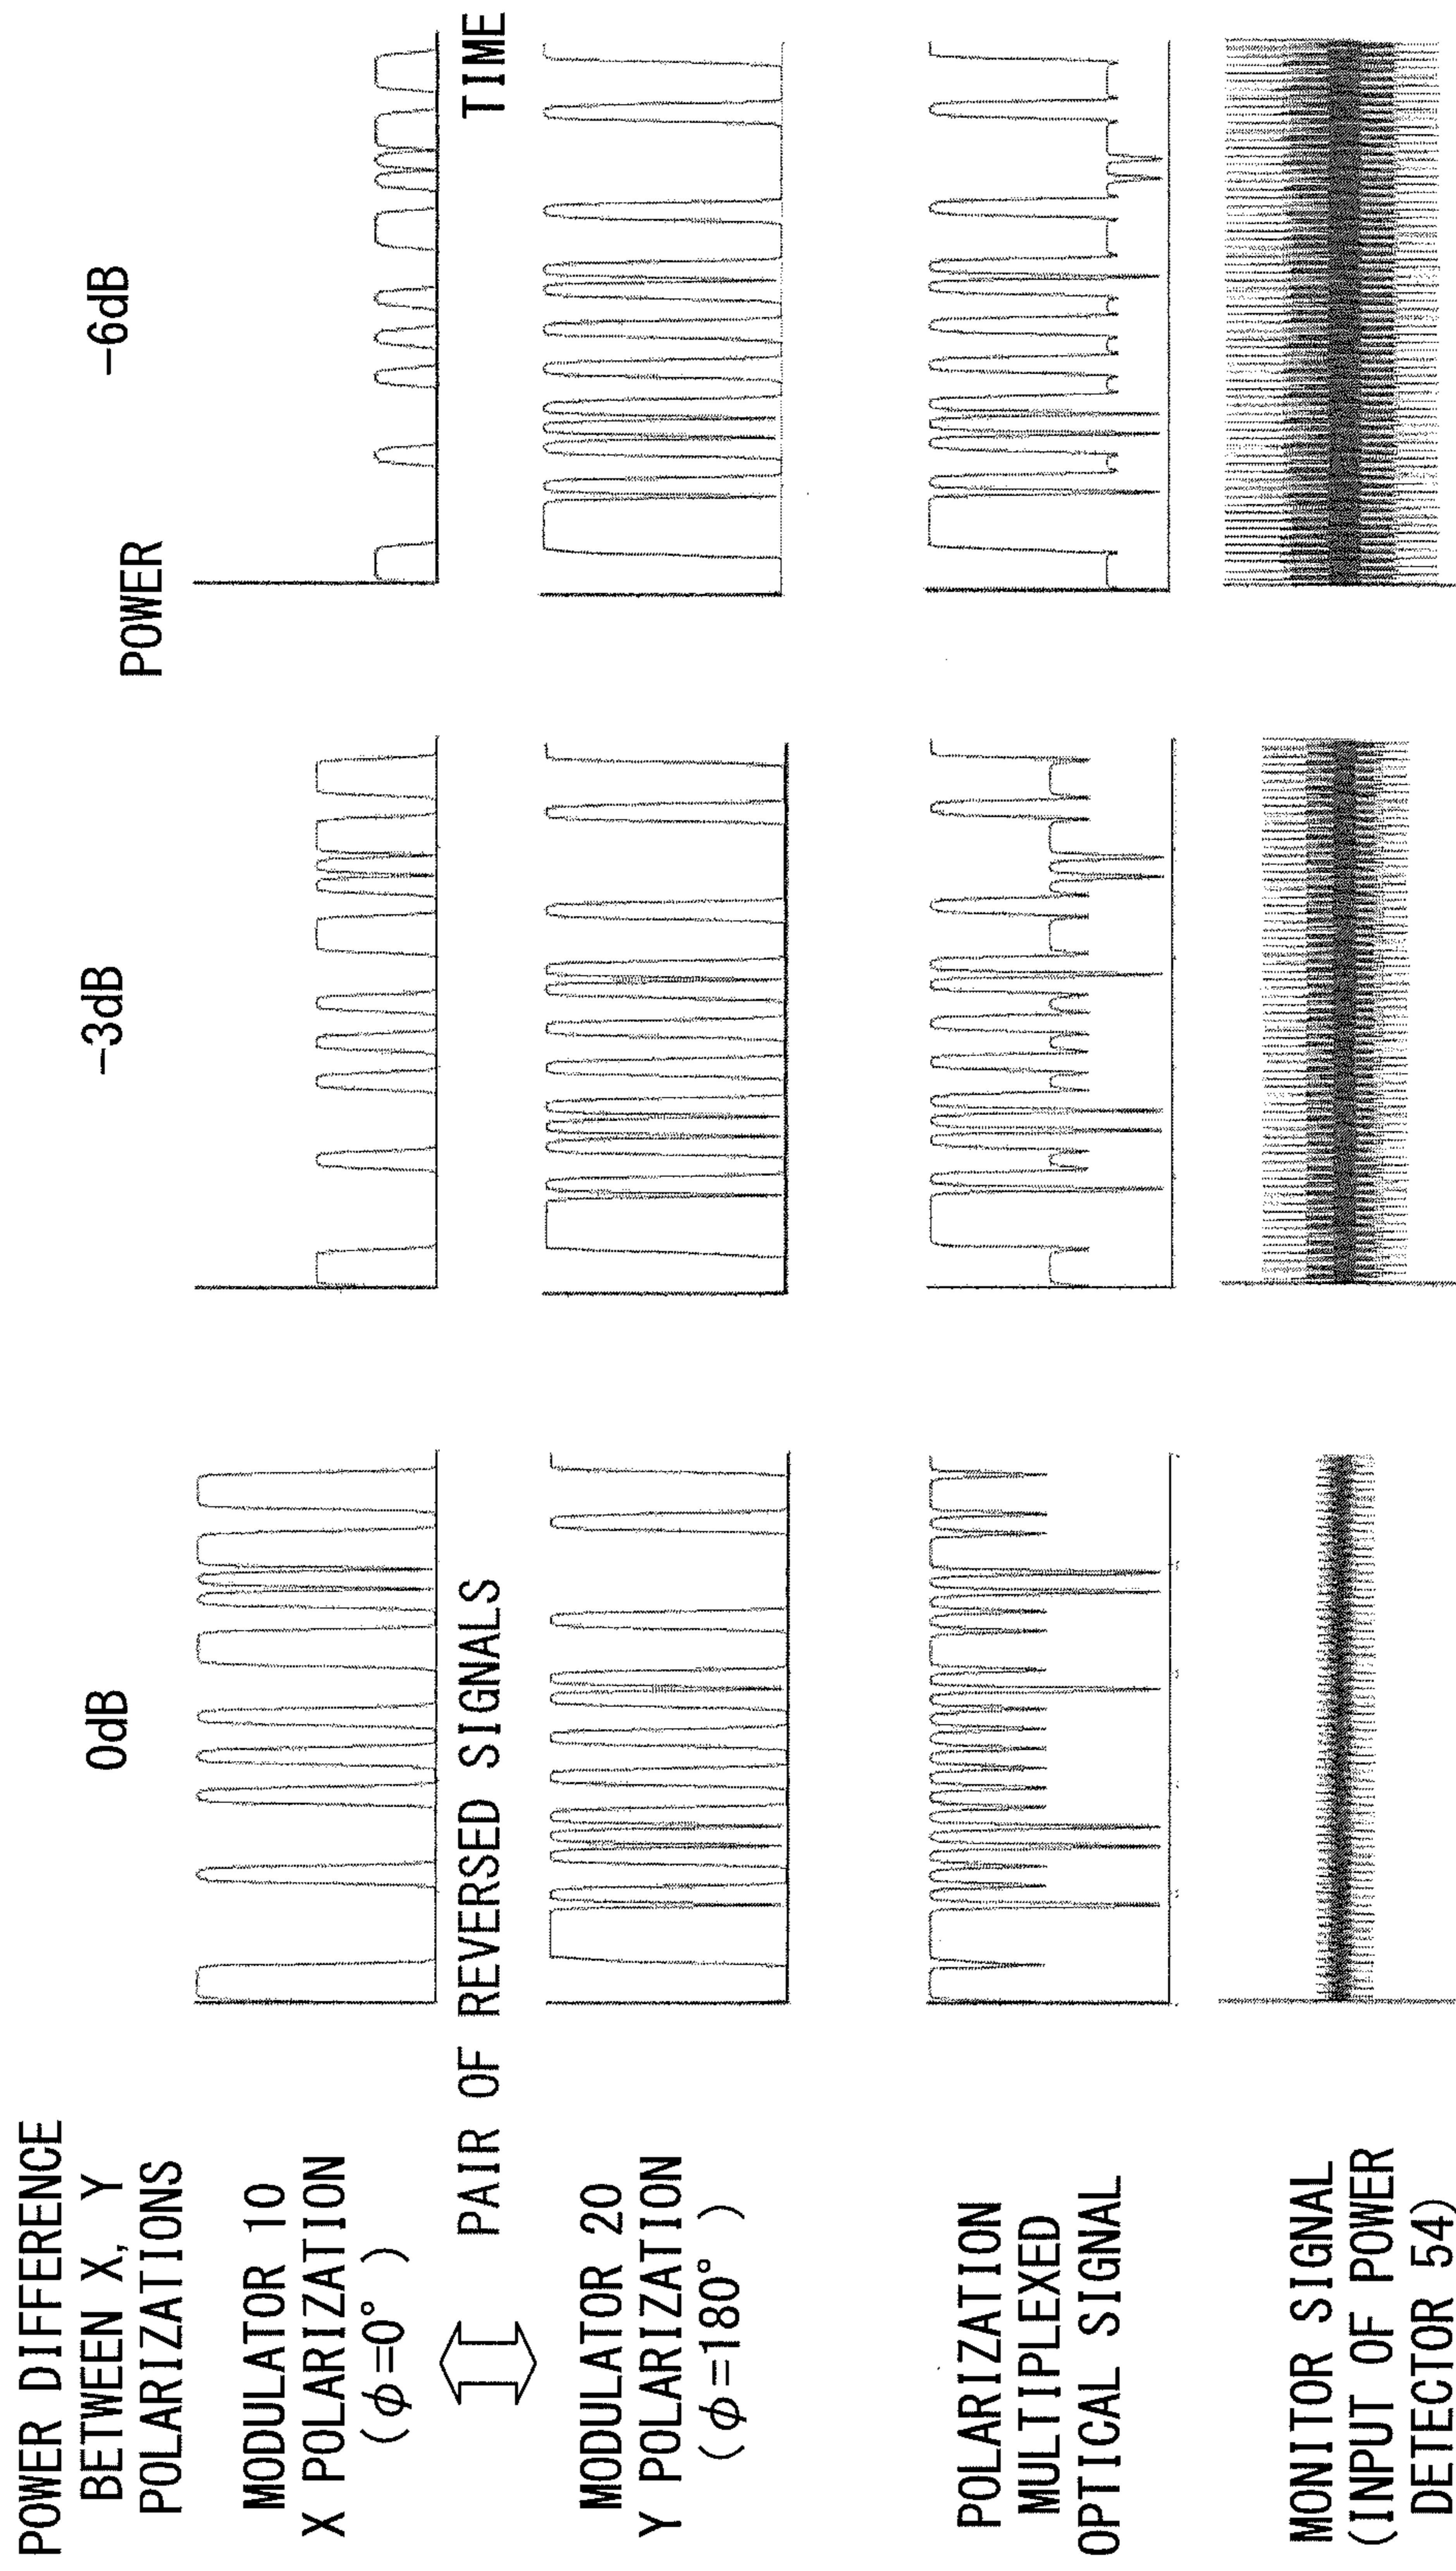 POWER DIFFERENCE
BETWEEN X, Y
POLARIZATIONS
0dB
-3dB
-6dB
POWER
TIME
MODULATOR 10
X POLARIZATION
(φ=0°)
PAIR OF REVERSED SIGNALS
MODULATOR 20
Y POLARIZATION
(φ=180°)
POLARIZATION
MULTIPLEXED
OPTICAL SIGNAL
MONITOR SIGNAL
(INPUT OF POWER
DETECTOR 54)